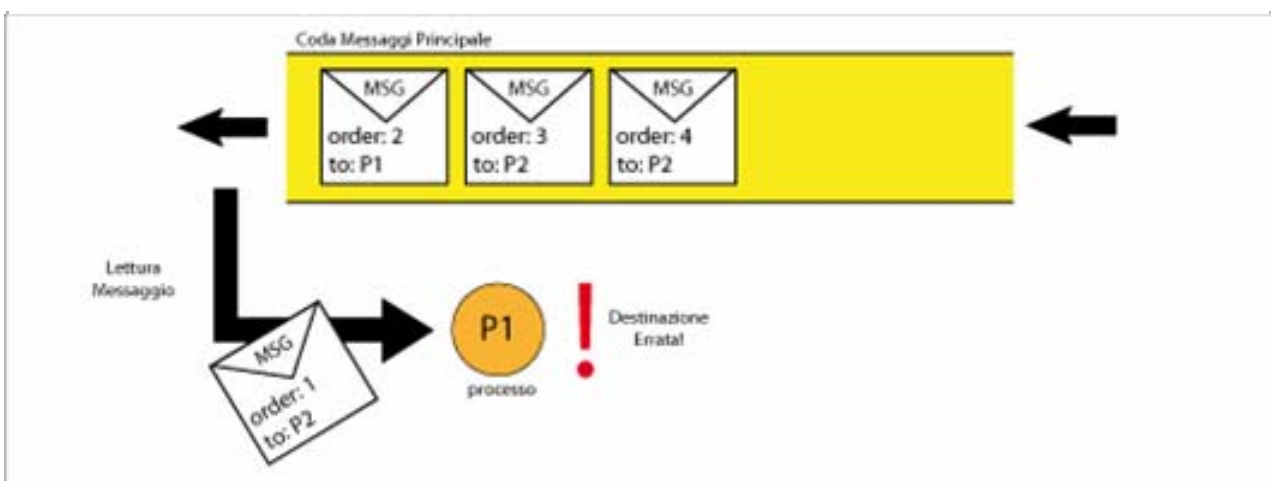 Coda Messaggi Principale
MSG
order: 2
to: P1
MSG
order: 3
to: P2
MSG
order: 4
to: P2
Lettura
Messaggio
MSG
order: 1
to: P2
P1
processo
Destinazione
Errata!